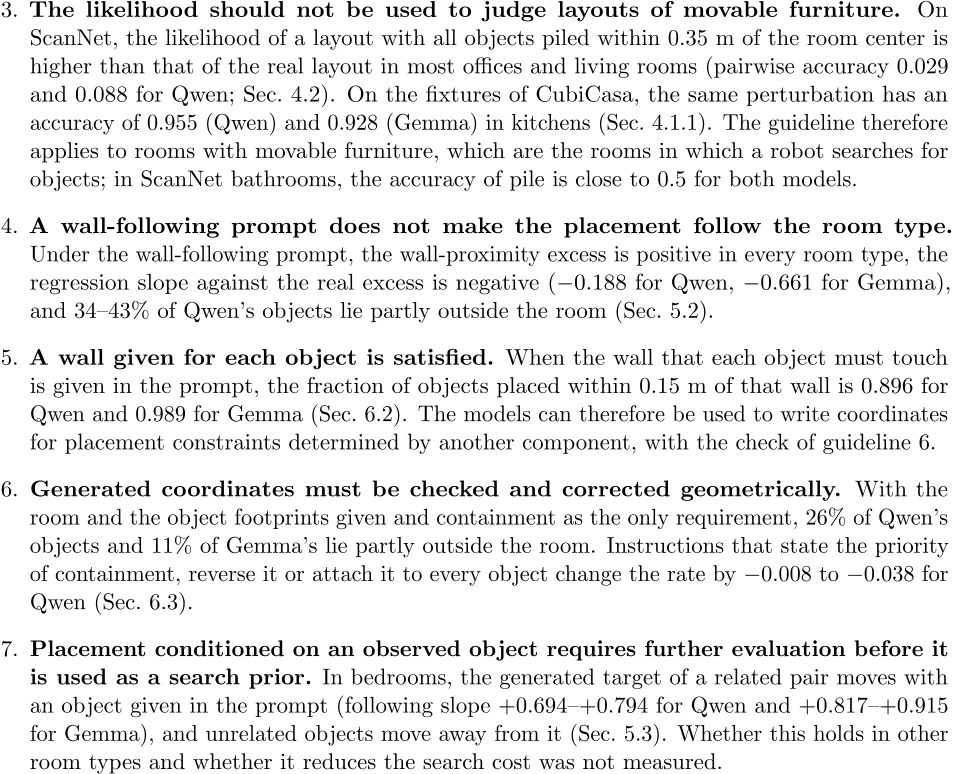 3. The likelihood should not be used to judge layouts of movable furniture. On
ScanNet, the likelihood of a layout with all objects piled within 0.35 m of the room center is
higher than that of the real layout in most offices and living rooms (pairwise accuracy 0.029
and 0.088 for Qwen; Sec. 4.2). On the fixtures of CubiCasa, the same perturbation has an
accuracy of 0.955 (Qwen) and 0.928 (Gemma) in kitchens (Sec. 4.1.1). The guideline therefore
applies to rooms with movable furniture, which are the rooms in which a robot searches for
objects; in ScanNet bathrooms, the accuracy of pile is close to 0.5 for both models.
4. A wall-following prompt does not make the placement follow the room type.
Under the wall-following prompt, the wall-proximity excess is positive in every room type, the
regression slope against the real excess is negative (−0.188 for Qwen, −0.661 for Gemma),
and 34–43% of Qwen's objects lie partly outside the room (Sec. 5.2).
5. A wall given for each object is satisfied. When the wall that each object must touch
is given in the prompt, the fraction of objects placed within 0.15 m of that wall is 0.896 for
Qwen and 0.989 for Gemma (Sec. 6.2). The models can therefore be used to write coordinates
for placement constraints determined by another component, with the check of guideline 6.
6. Generated coordinates must be checked and corrected geometrically. With the
room and the object footprints given and containment as the only requirement, 26% of Qwen's
objects and 11% of Gemma's lie partly outside the room. Instructions that state the priority
of containment, reverse it or attach it to every object change the rate by −0.008 to −0.038 for
Qwen (Sec. 6.3).
7. Placement conditioned on an observed object requires further evaluation before it
is used as a search prior. In bedrooms, the generated target of a related pair moves with
an object given in the prompt (following slope +0.694–+0.794 for Qwen and +0.817–+0.915
for Gemma), and unrelated objects move away from it (Sec. 5.3). Whether this holds in other
room types and whether it reduces the search cost was not measured.